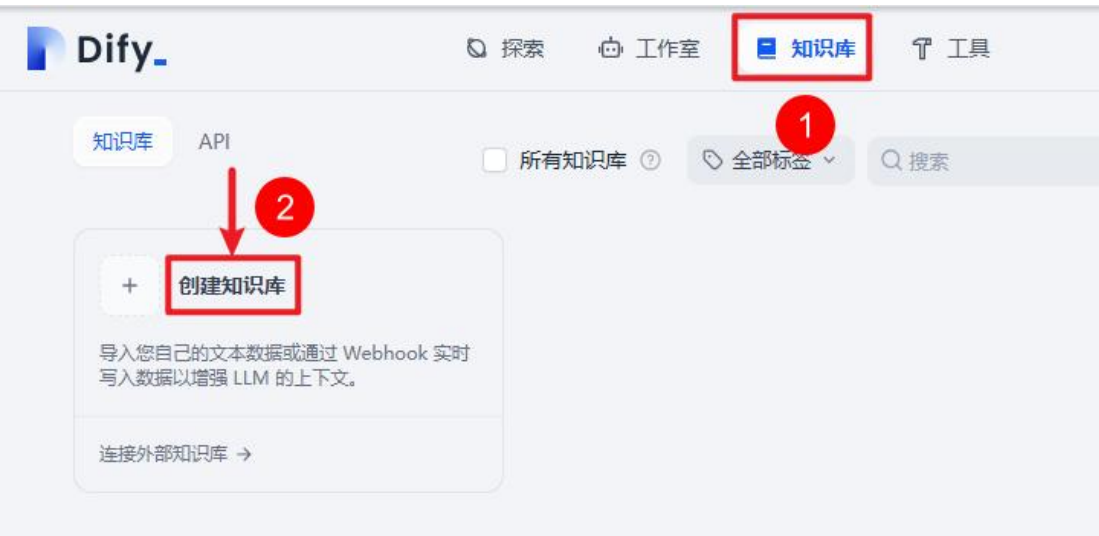 Dify_
探索
工作室
知识库
工具
1
知识库
API
所有知识库
全部标签
搜索
2
+ 创建知识库
导入您自己的文本数据或通过 Webhook 实时
写入数据以增强 LLM 的上下文。
连接外部知识库 →